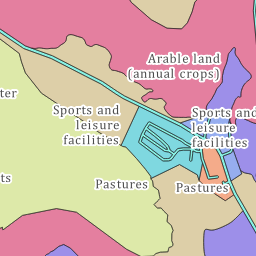 Arable land
(annual crops)
ter
Sports and
leisure
facilities
Sports and
leisure
facilities
Pastures
Pastures
ts